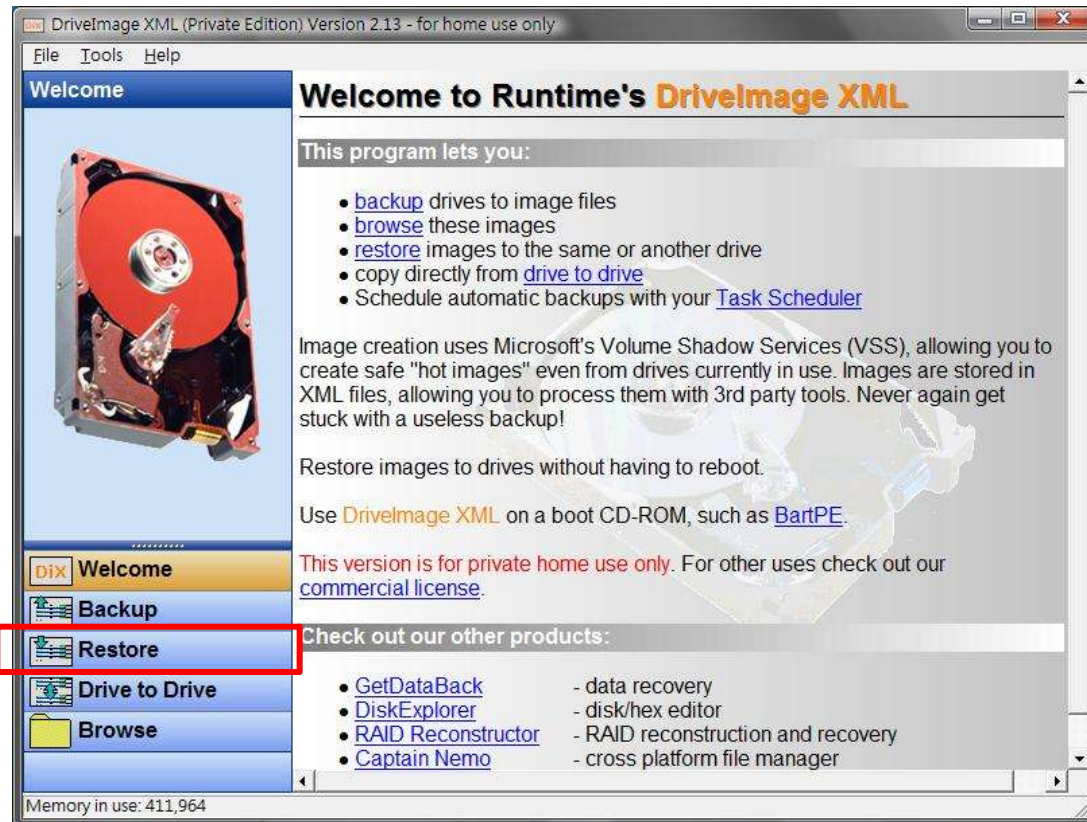 DriveImage XML (Private Edition) Version 2.13 - for home use only
File Tools Help
Welcome
Welcome to Runtime's DriveImage XML
This program lets you:
• backup drives to image files
• browse these images
• restore images to the same or another drive
• copy directly from drive to drive
• Schedule automatic backups with your Task Scheduler
Image creation uses Microsoft's Volume Shadow Services (VSS), allowing you to
create safe "hot images" even from drives currently in use. Images are stored in
XML files, allowing you to process them with 3rd party tools. Never again get
stuck with a useless backup!
Restore images to drives without having to reboot.
Use DriveImage XML on a boot CD-ROM, such as BartPE.
This version is for private home use only. For other uses check out our
commercial license.
Check out our other products:
• GetDataBack - data recovery
• DiskExplorer - disk/hex editor
• RAID Reconstructor - RAID reconstruction and recovery
• Captain Nemo - cross platform file manager
DiX Welcome
Backup
Restore
Drive to Drive
Browse
Memory in use: 411,964